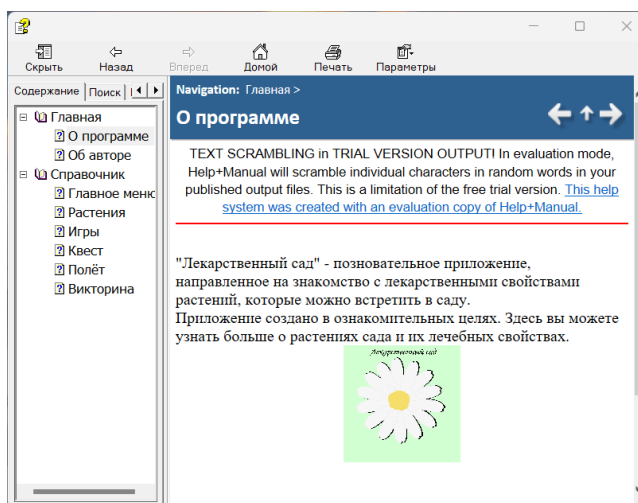 Скрыть Назад Вперед Домой Печать Параметры
Содержание Поиск
Главная
О программе
Об авторе
Справочник
Главное меню
Растения
Игры
Квест
Полёт
Викторина
Navigation: Главная >
О программе
TEXT SCRAMBLING in TRIAL VERSION OUTPUT! In evaluation mode,
Help+Manual will scramble individual characters in random words in your
published output files. This is a limitation of the free trial version. This help
system was created with an evaluation copy of Help+Manual.
"Лекарственный сад" - позновательное приложение,
направленное на знакомство с лекарственными свойствами
растений, которые можно встретить в саду.
Приложение создано в ознакомительных целях. Здесь вы можете
узнать больше о растениях сада и их лечебных свойствах.
Лекарственный сад